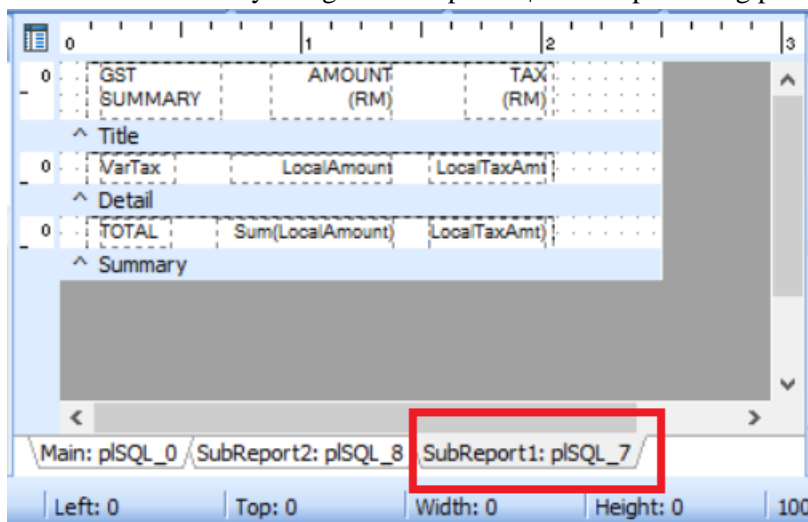 0 1 2 3
0 GST AMOUNT TAX
SUMMARY (RM) (RM)
^ Title
0 VarTax LocalAmount LocalTaxAmt
^ Detail
0 TOTAL Sum(LocalAmount) LocalTaxAmt)
^ Summary
Main: plSQL_0 SubReport2: plSQL_8 SubReport1: plSQL_7
Left: 0 Top: 0 Width: 0 Height: 0 100